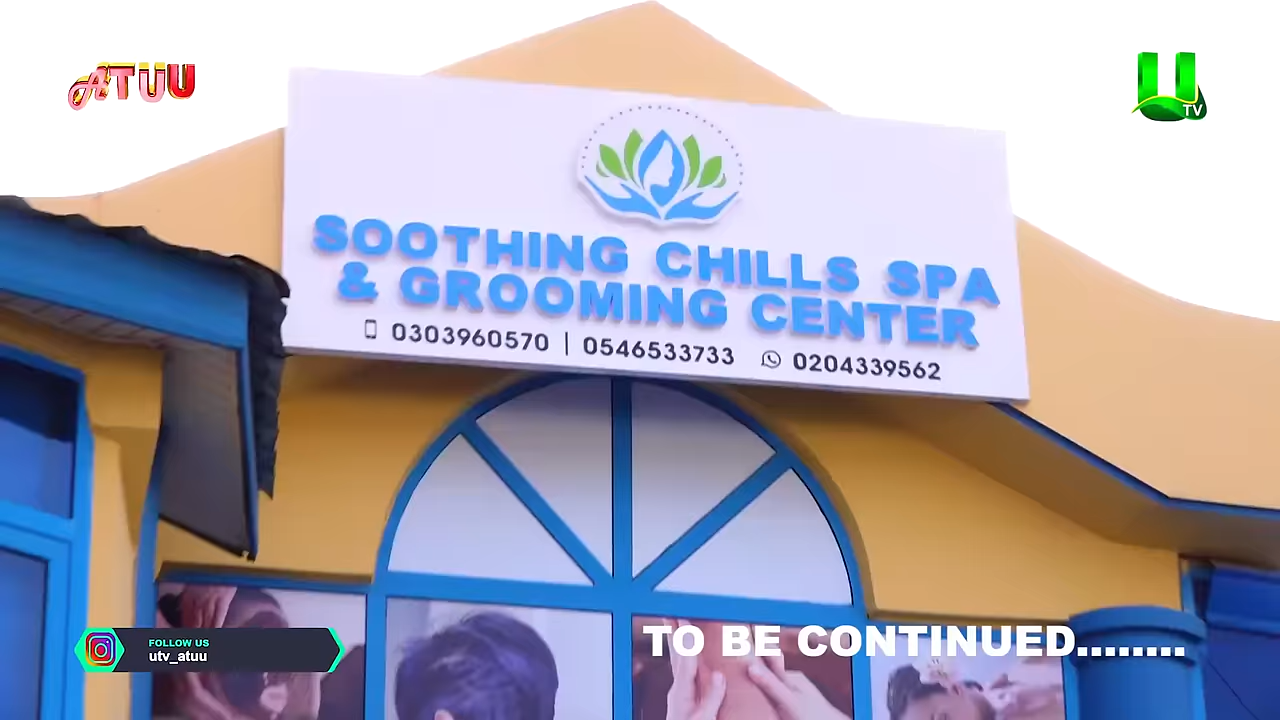 ATUU
U
TV
SOOTHING CHILLS SPA
& GROOMING CENTER
0303960570 | 0546533733 0204339562
FOLLOW US
utv_atuu
TO BE CONTINUED........